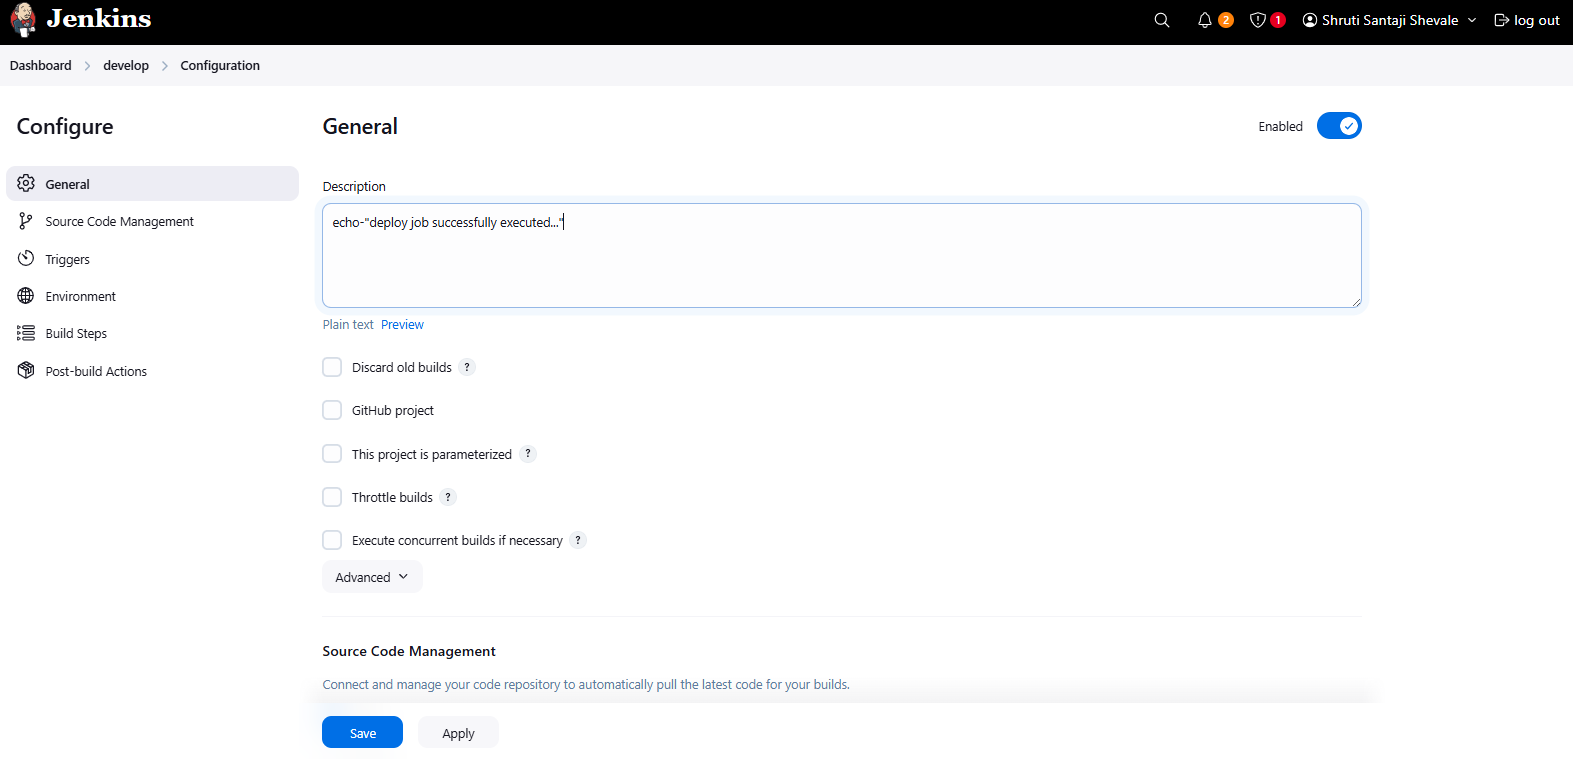 Jenkins
2
1
Shruti Santaji Shevale
log out
Dashboard
develop
Configuration
Configure
General
Source Code Management
Triggers
Environment
Build Steps
Post-build Actions
General
Enabled
Description
echo-"deploy job successfully executed..."
Plain text Preview
Discard old builds ?
GitHub project
This project is parameterized ?
Throttle builds ?
Execute concurrent builds if necessary ?
Advanced
Source Code Management
Connect and manage your code repository to automatically pull the latest code for your builds.
Save
Apply